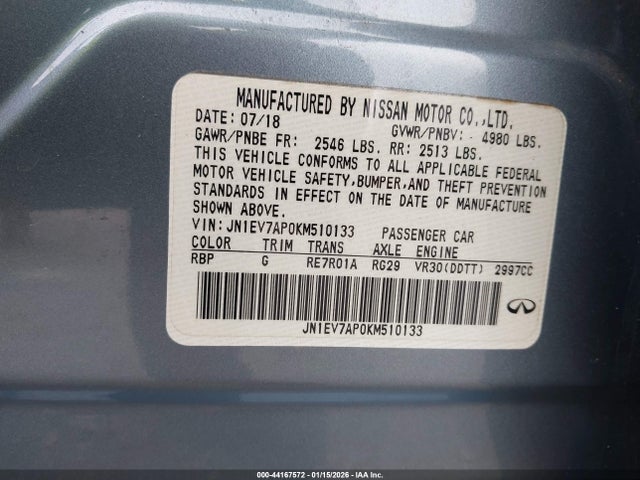 MANUFACTURED BY NISSAN MOTOR CO.,LTD.
DATE: 07/18 GVWR/PNBV: 4980 LBS.
GAWR/PNBE FR: 2546 LBS. RR: 2513 LBS.
THIS VEHICLE CONFORMS TO ALL APPLICABLE FEDERAL
MOTOR VEHICLE SAFETY,BUMPER,AND THEFT PREVENTION
STANDARDS IN EFFECT ON THE DATE OF MANUFACTURE
SHOWN ABOVE.
VIN: JN1EV7AP0KM510133 PASSENGER CAR
COLOR TRIM TRANS AXLE ENGINE
RBP G RE7R01A RG29 VR30(DDTT) 2997CC
JN1EV7AP0KM510133
000-44167572 — 01/15/2026 — IAA Inc.